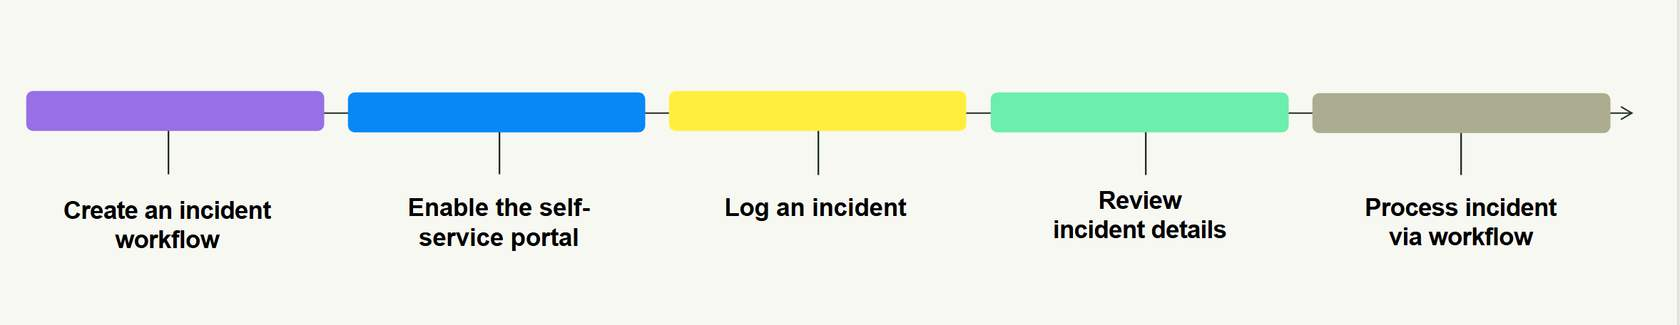 Create an incident
workflow
Enable the self-
service portal
Log an incident
Review
incident details
Process incident
via workflow